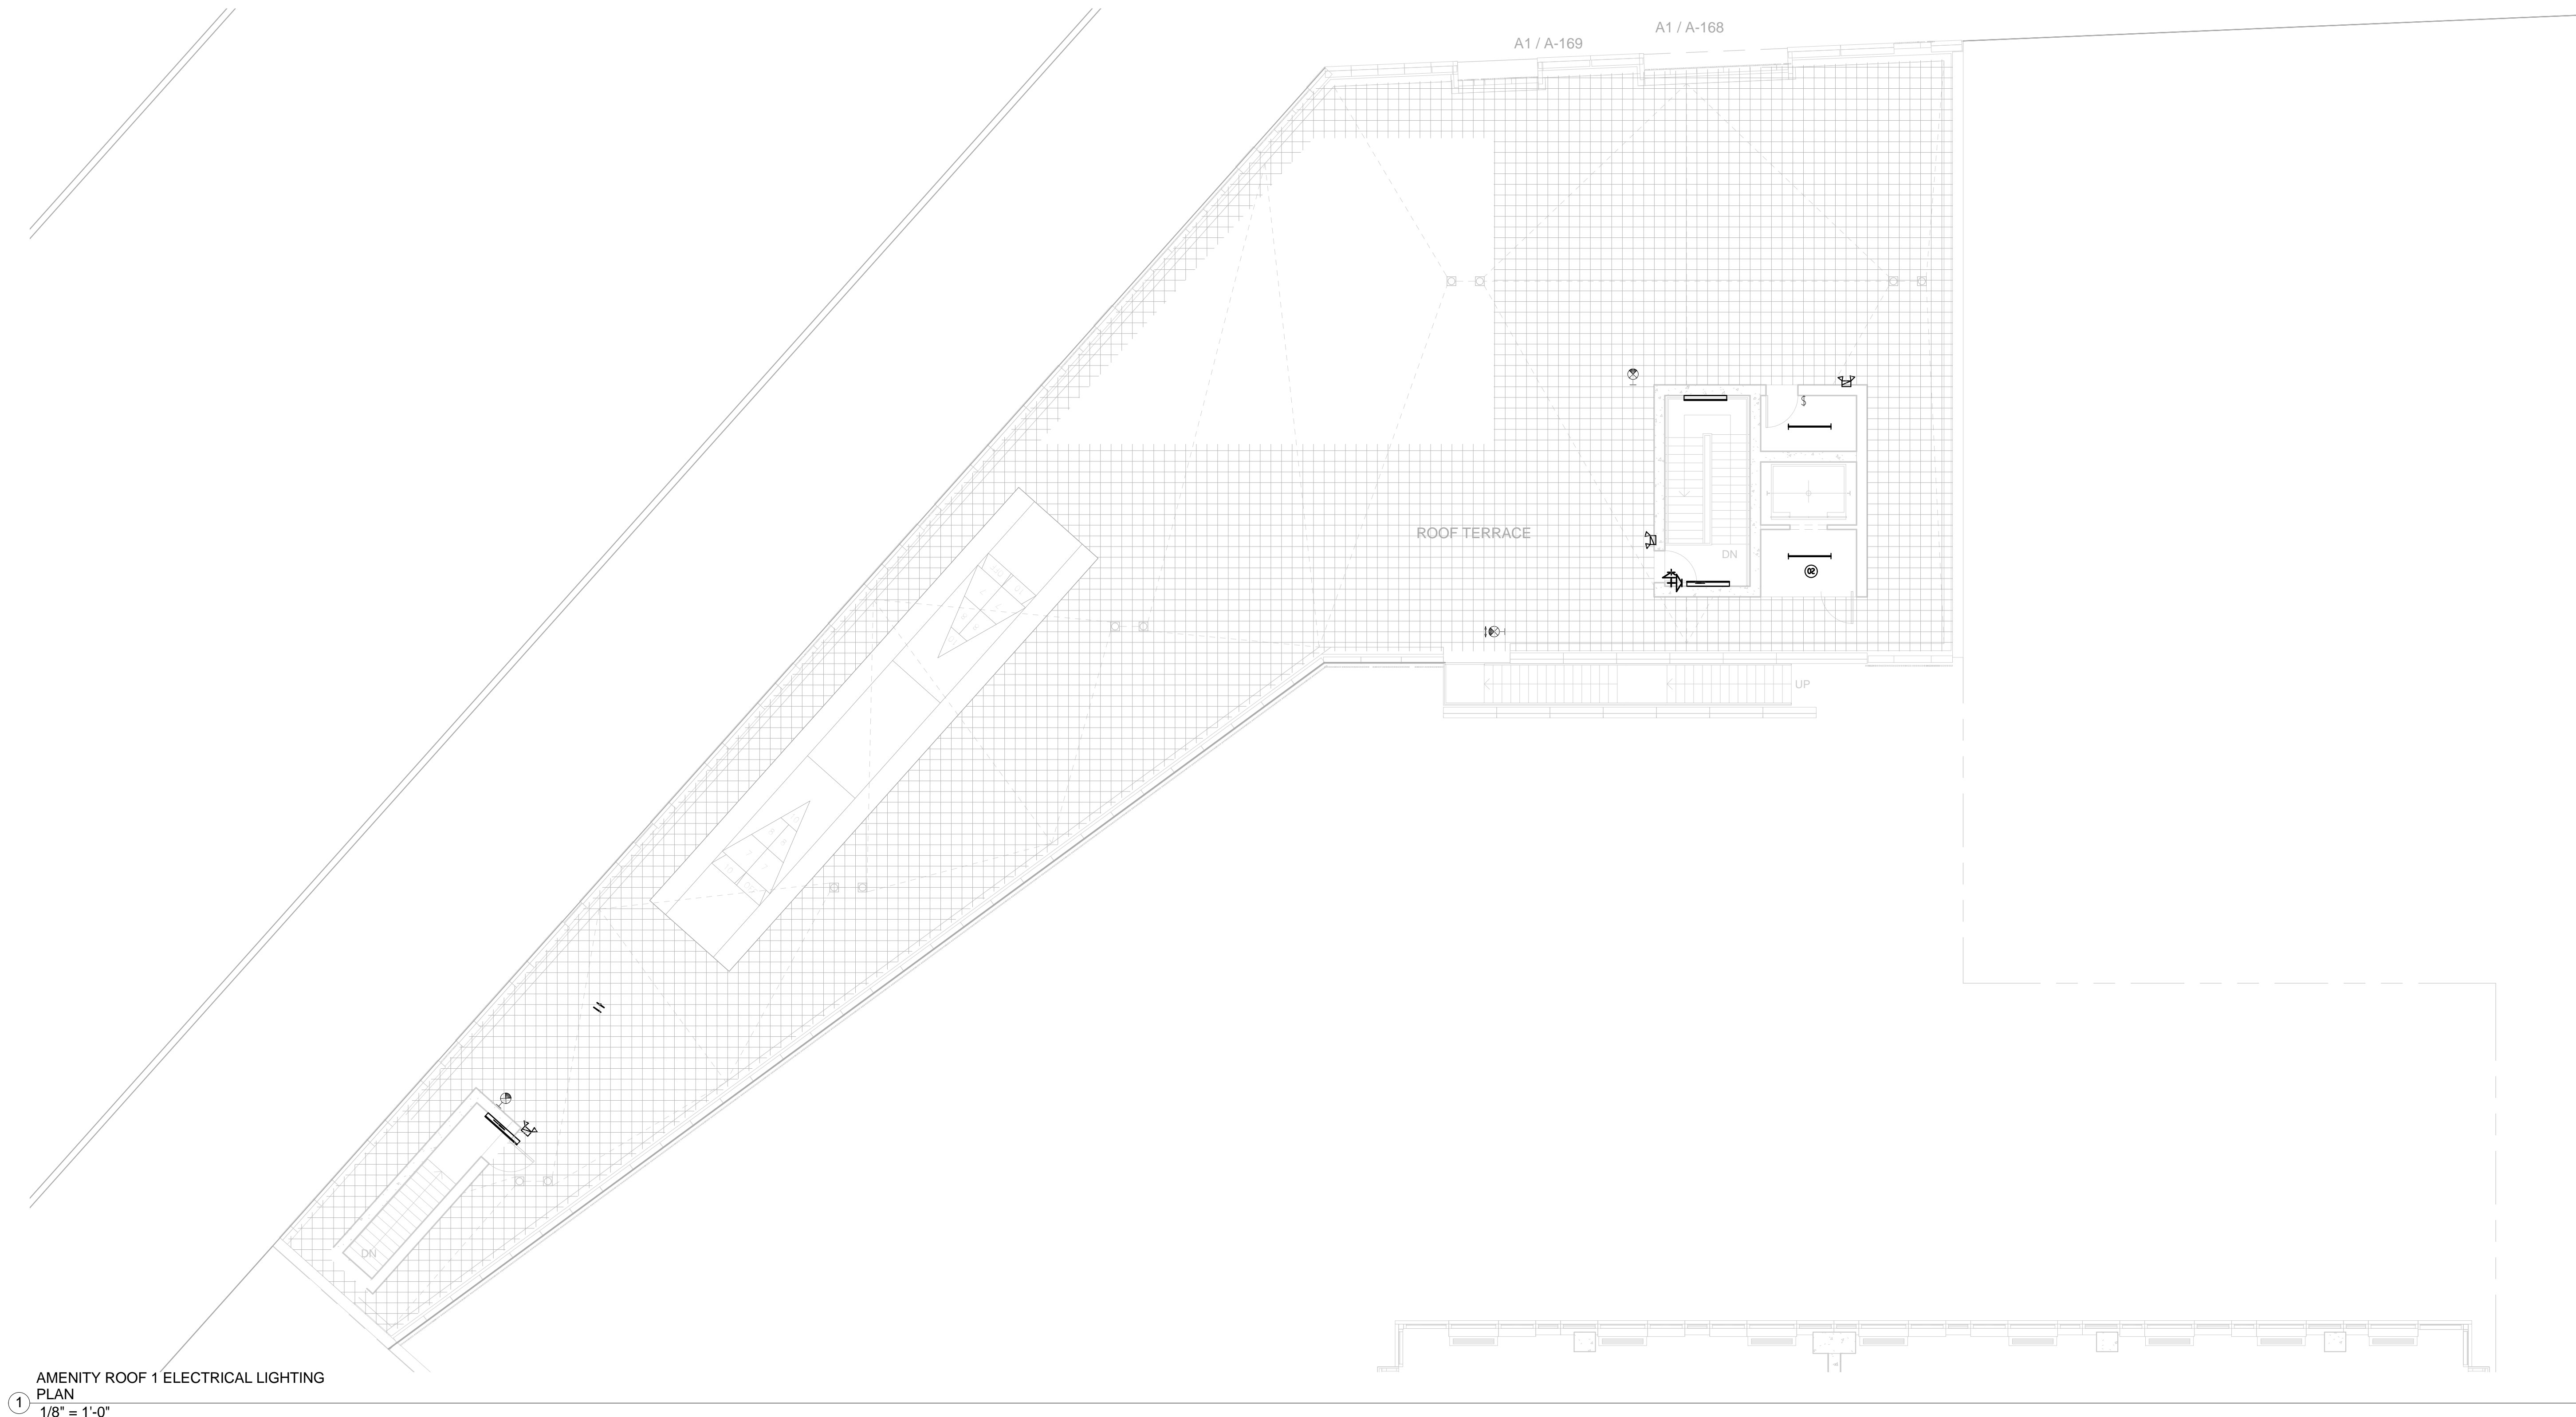 A1 / A-168
A1 / A-169
$
ROOF TERRACE
DN
UP
DN
AMENITY ROOF 1 ELECTRICAL LIGHTING
PLAN
1
1/8" = 1'-0"